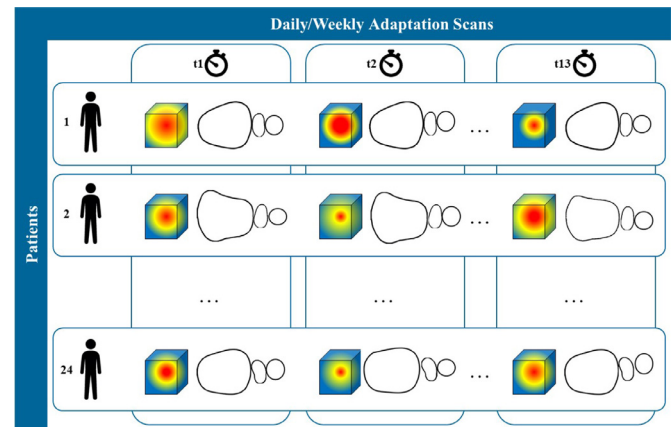 Daily/Weekly Adaptation Scans
t1 t2 t13
Patients
1
...
2
...
... ... ...
24
...